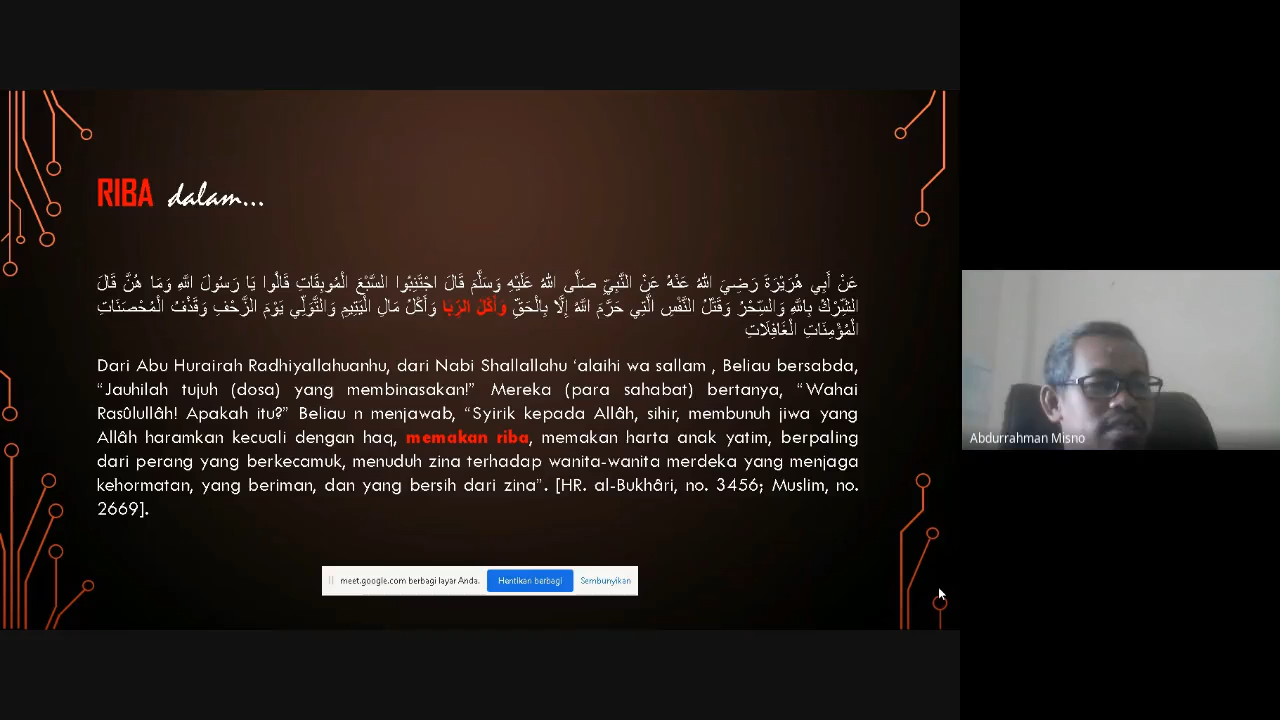 RIBA dalam...
عَنْ أَبِي هُرَيْرَةَ رَضِيَ اللهُ عَنْهُ عَنْ النَّبِيِّ صَلَّى اللهُ عَلَيْهِ وَسَلَّمَ قَالَ اجْتَنِبُوا السَّبْعَ الْمُوبِقَاتِ قَالُوا يَا رَسُولَ اللَّهِ وَمَا هُنَّ قَالَ
الشِّرْكُ بِاللَّهِ وَالسِّحْرُ وَقَتْلُ النَّفْسِ الَّتِي حَرَّمَ اللهُ إِلَّا بِالْحَقِّ وَأَكْلُ الرِّبَا وَأَكْلُ مَالِ الْيَتِيمِ وَالتَّوَلِّي يَوْمَ الزَّحْفِ وَقَذْفُ الْمُحْصَنَاتِ
الْمُؤْمِنَاتِ الْغَافِلَاتِ
Dari Abu Hurairah Radhiyallahuanhu, dari Nabi Shallallahu ‘alaihi wa sallam , Beliau bersabda,
“Jauhilah tujuh (dosa) yang membinasakan!” Mereka (para sahabat) bertanya, “Wahai
Rasûlullâh! Apakah itu?” Beliau n menjawab, “Syirik kepada Allâh, sihir, membunuh jiwa yang
Allâh haramkan kecuali dengan haq, memakan riba, memakan harta anak yatim, berpaling
dari perang yang berkecamuk, menuduh zina terhadap wanita-wanita merdeka yang menjaga
kehormatan, yang beriman, dan yang bersih dari zina”. [HR. al-Bukhâri, no. 3456; Muslim, no.
2669].
meet.google.com berbagi layar Anda. Hentikan berbagi Sembunyikan
Abdurrahman Misno